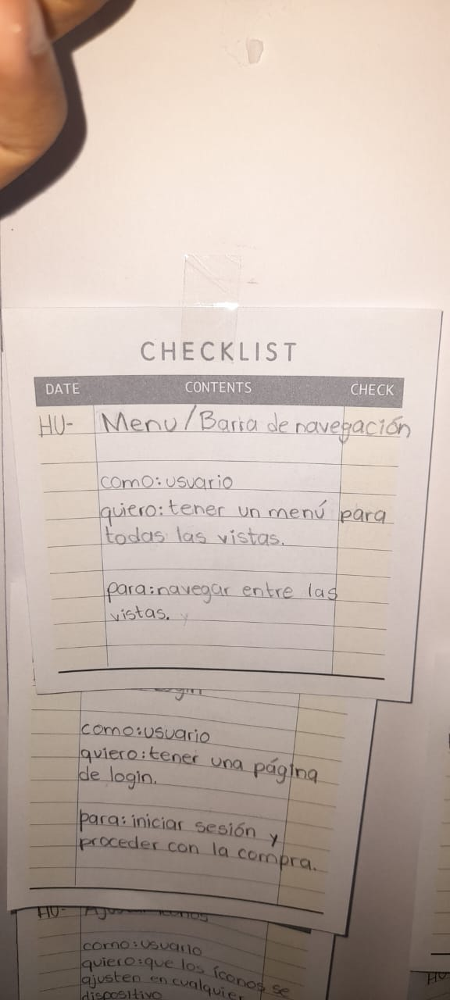 CHECKLIST
DATE CONTENTS CHECK
HU- Menu/Barra de navegación
como: usuario
quiero: tener un menú para
todas las vistas.
para: navegar entre las
vistas. y
como: usuario
quiero: tener una página
de login.
para: iniciar sesión y
proceder con la compra.
HU-
como: usuario
quiero: que los íconos se
ajusten en cualquier
dispositivo
HU-